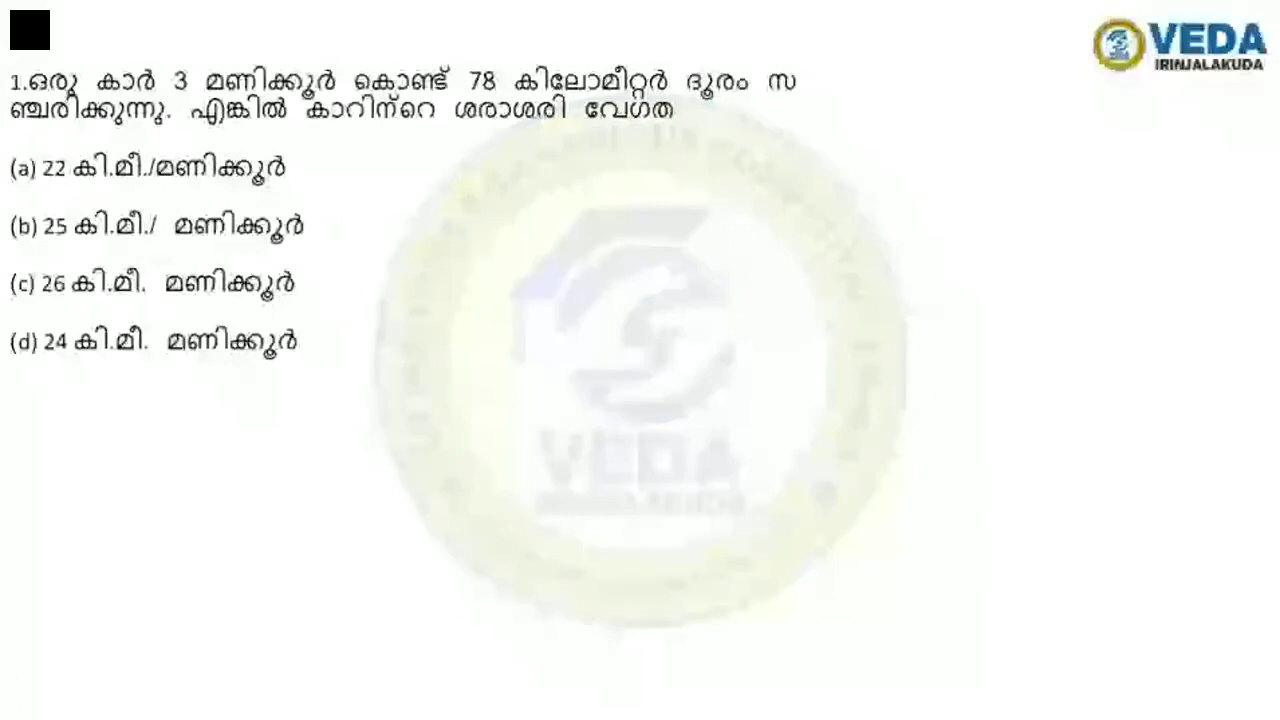 VEDA
IRINJALAKUDA
1.ഒരു കാർ 3 മണിക്കൂർ കൊണ്ട് 78 കിലോമീറ്റർ ദൂരം സ
ഞ്ചരിക്കുന്നു. എങ്കിൽ കാറിന്റെ ശരാശരി വേഗത
(a) 22 കി.മീ./മണിക്കൂർ
(b) 25 കി.മീ./ മണിക്കൂർ
(c) 26 കി.മീ. മണിക്കൂർ
(d) 24 കി.മീ. മണിക്കൂർ
VEDA